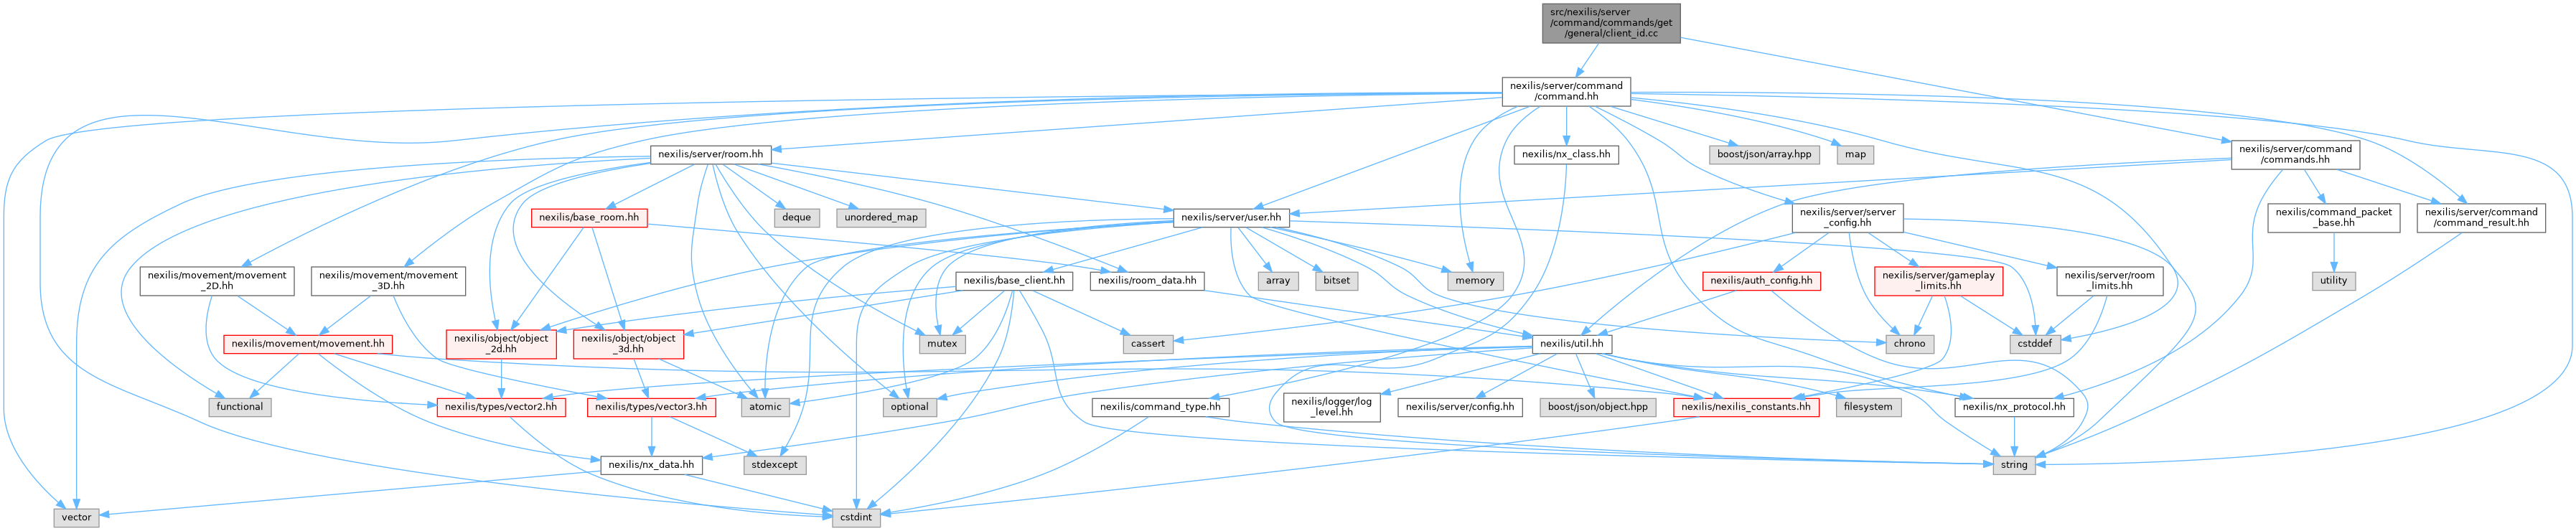 src/nexilis/server
/command/commands/get
/general/client_id.cc
nexilis/server/command
/command.hh
nexilis/server/room.hh
nexilis/nx_class.hh
boost/json/array.hpp
map
nexilis/server/command
/commands.hh
nexilis/base_room.hh
deque
unordered_map
nexilis/server/user.hh
nexilis/server/server
_config.hh
nexilis/command_packet
_base.hh
nexilis/server/command
/command_result.hh
nexilis/movement/movement
_2D.hh
nexilis/movement/movement
_3D.hh
nexilis/base_client.hh
nexilis/room_data.hh
array
bitset
memory
nexilis/auth_config.hh
nexilis/server/gameplay
_limits.hh
nexilis/server/room
_limits.hh
utility
nexilis/movement/movement.hh
nexilis/object/object
_2d.hh
nexilis/object/object
_3d.hh
mutex
cassert
nexilis/util.hh
chrono
cstddef
functional
nexilis/types/vector2.hh
nexilis/types/vector3.hh
atomic
optional
nexilis/command_type.hh
nexilis/logger/log
_level.hh
nexilis/server/config.hh
boost/json/object.hpp
nexilis/nexilis_constants.hh
filesystem
nexilis/nx_protocol.hh
nexilis/nx_data.hh
stdexcept
string
vector
cstdint